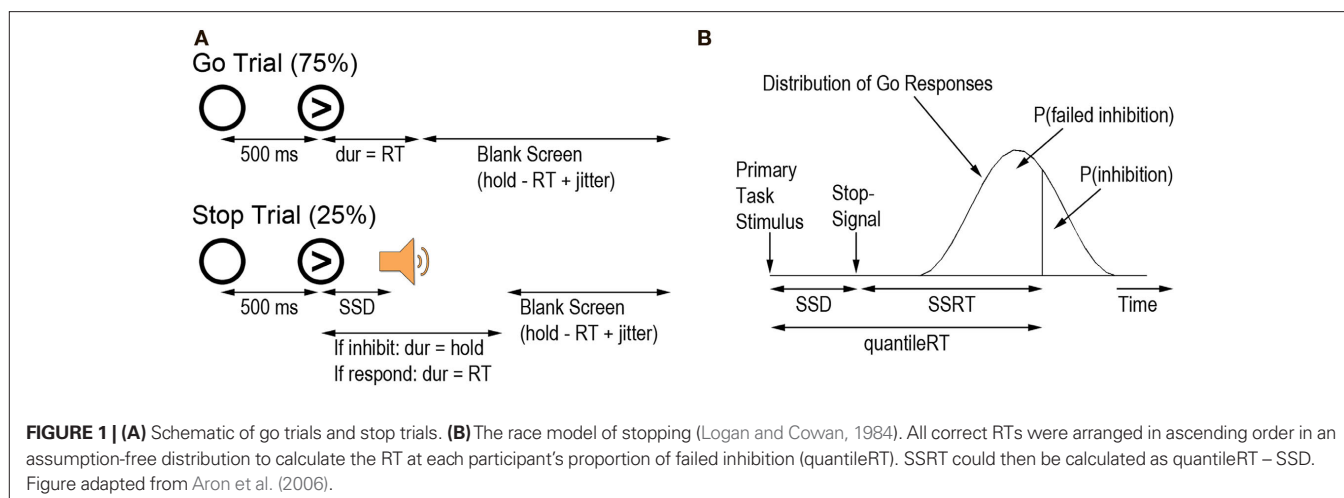 A
Go Trial (75%)
>
500 ms
dur = RT
Blank Screen
(hold - RT + jitter)
Stop Trial (25%)
>
500 ms
SSD
Blank Screen
(hold - RT + jitter)
If inhibit: dur = hold
If respond: dur = RT
B
Distribution of Go Responses
P(failed inhibition)
P(inhibition)
Primary
Task
Stimulus
Stop-
Signal
SSD
SSRT
Time
quantileRT
FIGURE 1 | (A) Schematic of go trials and stop trials. (B) The race model of stopping (Logan and Cowan, 1984). All correct RTs were arranged in ascending order in an
assumption-free distribution to calculate the RT at each participant's proportion of failed inhibition (quantileRT). SSRT could then be calculated as quantileRT – SSD.
Figure adapted from Aron et al. (2006).